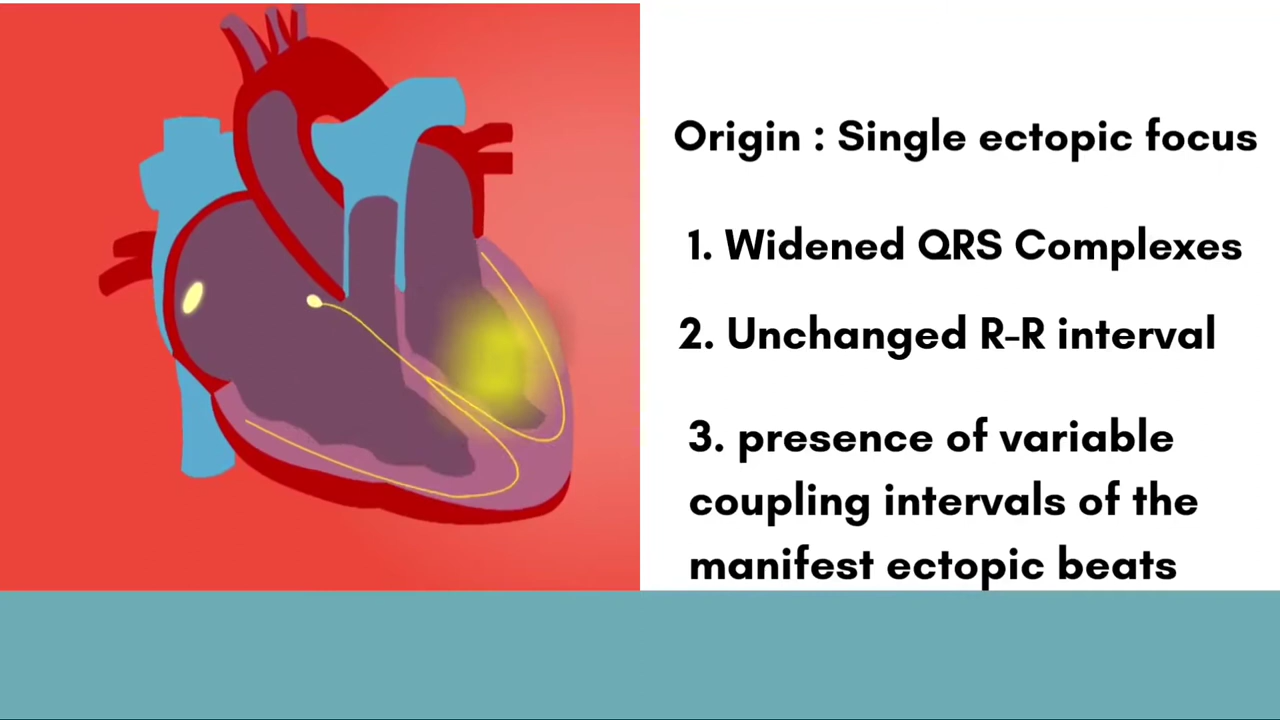 Origin : Single ectopic focus
1. Widened QRS Complexes
2. Unchanged R-R interval
3. presence of variable
coupling intervals of the
manifest ectopic beats